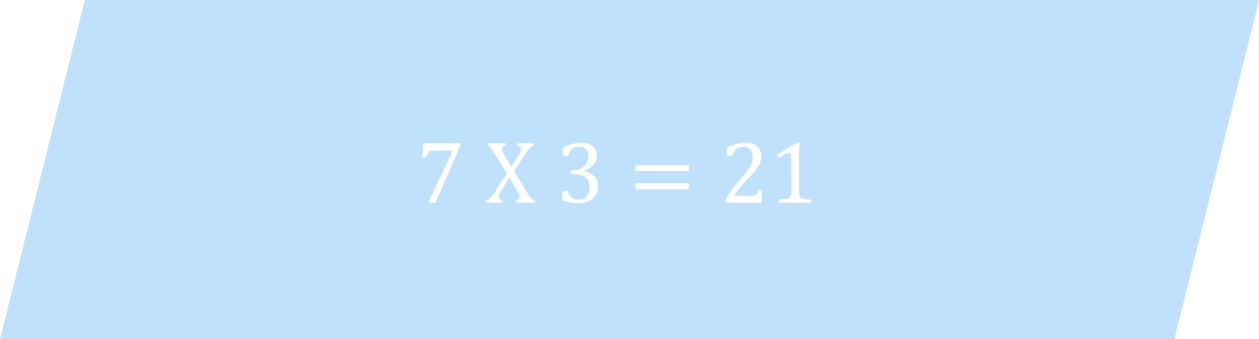 7 X 3 = 21